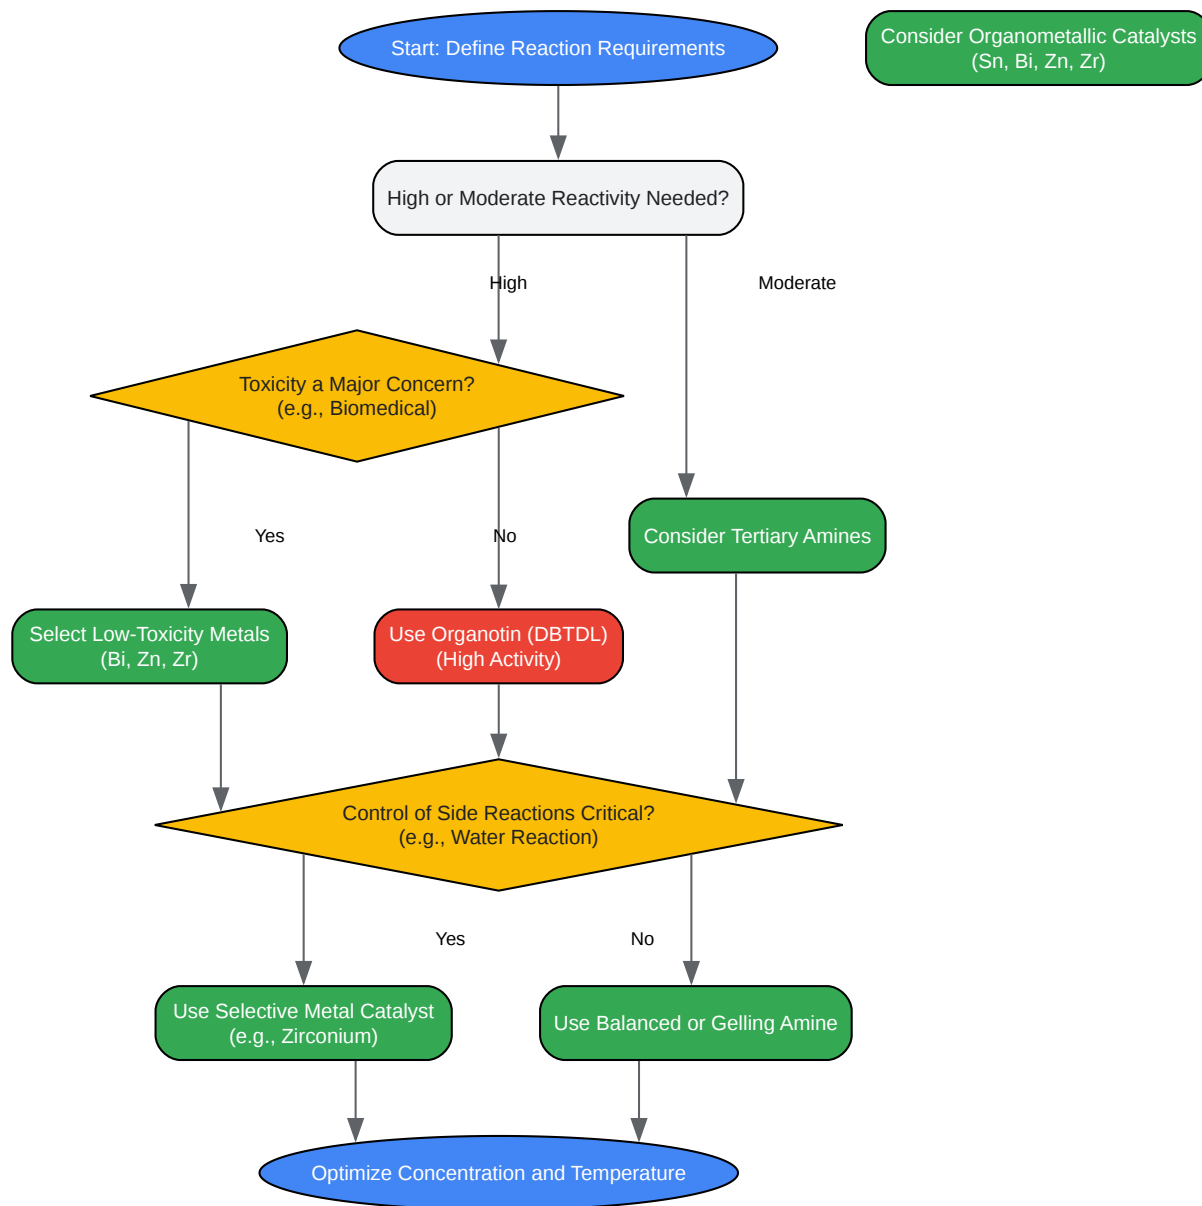 Start: Define Reaction Requirements
Consider Organometallic Catalysts
(Sn, Bi, Zn, Zr)
High or Moderate Reactivity Needed?
High
Moderate
Toxicity a Major Concern?
(e.g., Biomedical)
Yes
No
Consider Tertiary Amines
Select Low-Toxicity Metals
(Bi, Zn, Zr)
Use Organotin (DBTDL)
(High Activity)
Control of Side Reactions Critical?
(e.g., Water Reaction)
Yes
No
Use Selective Metal Catalyst
(e.g., Zirconium)
Use Balanced or Gelling Amine
Optimize Concentration and Temperature